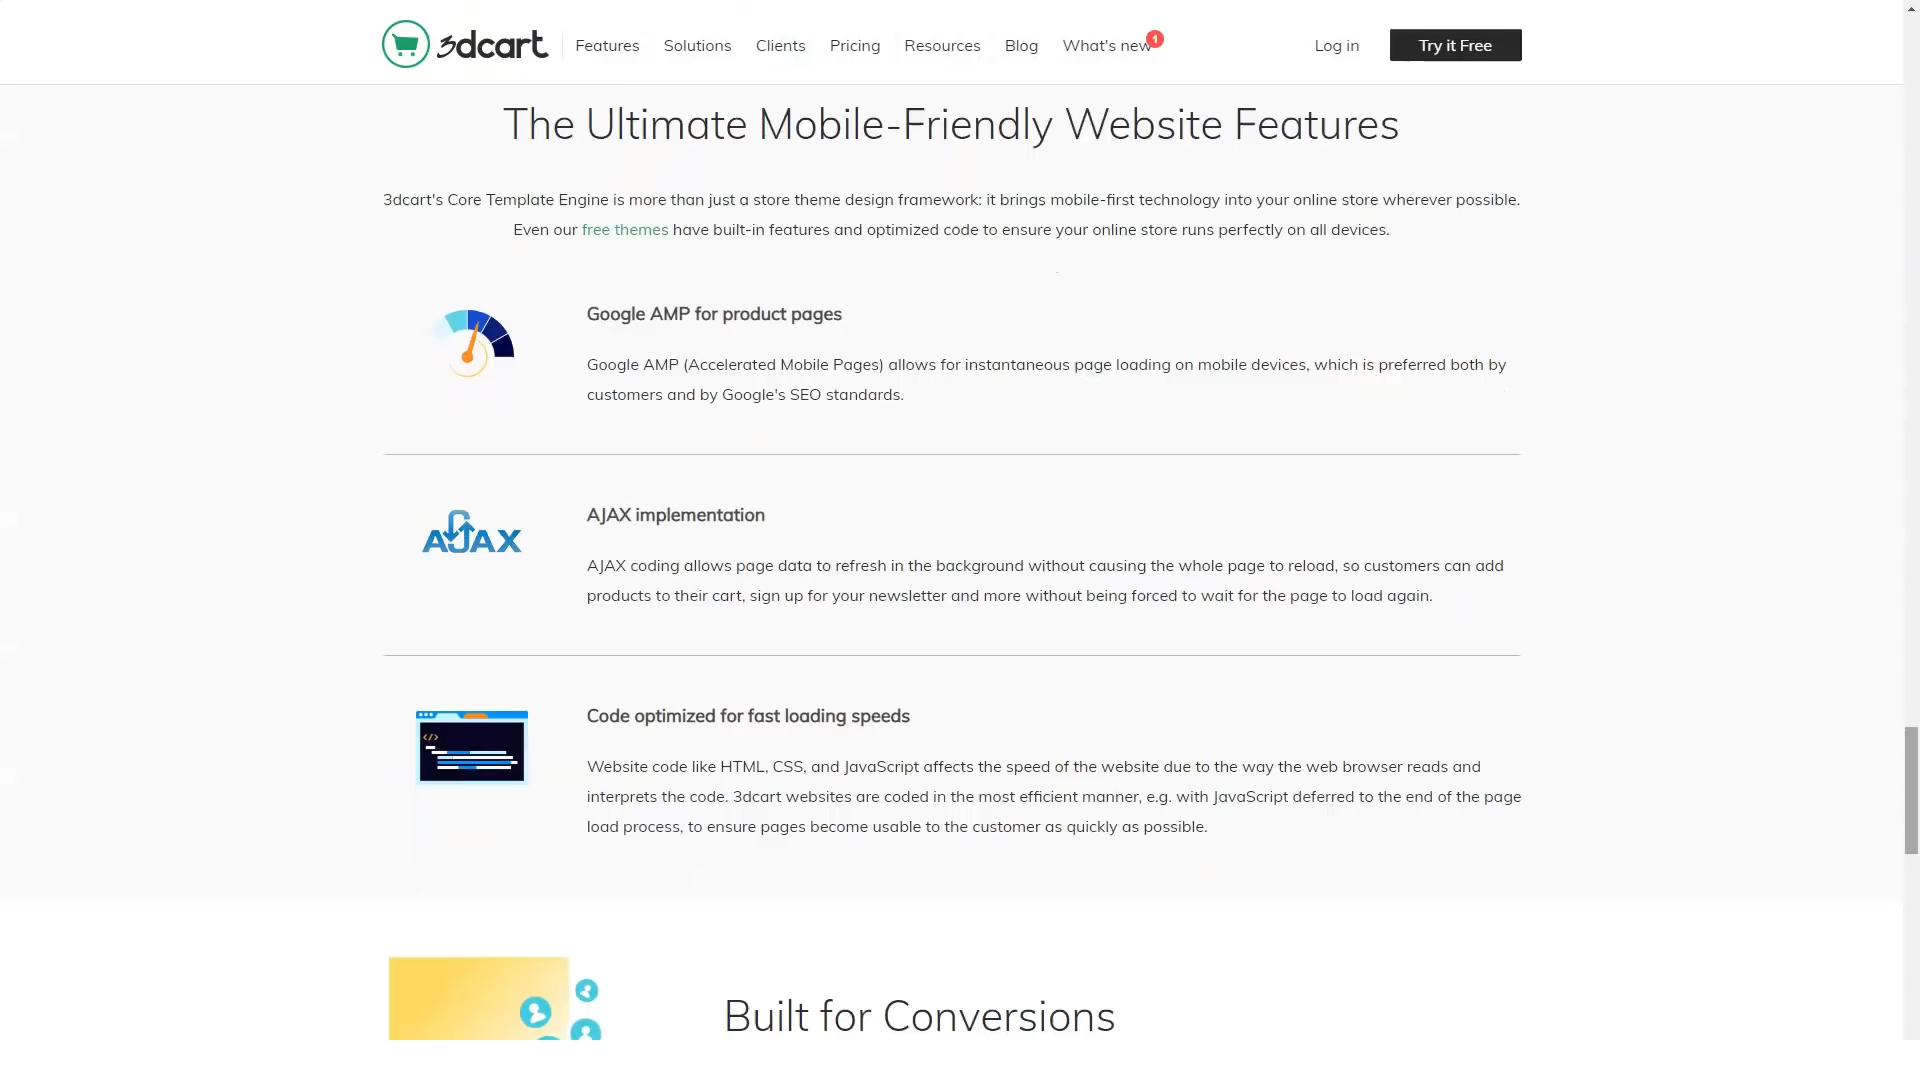 3dcart Features Solutions Clients Pricing Resources Blog What's new 1 Log in Try it Free
The Ultimate Mobile-Friendly Website Features
3dcart's Core Template Engine is more than just a store theme design framework: it brings mobile-first technology into your online store wherever possible.
Even our free themes have built-in features and optimized code to ensure your online store runs perfectly on all devices.
Google AMP for product pages
Google AMP (Accelerated Mobile Pages) allows for instantaneous page loading on mobile devices, which is preferred both by
customers and by Google's SEO standards.
AJAX
AJAX implementation
AJAX coding allows page data to refresh in the background without causing the whole page to reload, so customers can add
products to their cart, sign up for your newsletter and more without being forced to wait for the page to load again.
</>
Code optimized for fast loading speeds
Website code like HTML, CSS, and JavaScript affects the speed of the website due to the way the web browser reads and
interprets the code. 3dcart websites are coded in the most efficient manner, e.g. with JavaScript deferred to the end of the page
load process, to ensure pages become usable to the customer as quickly as possible.
Built for Conversions